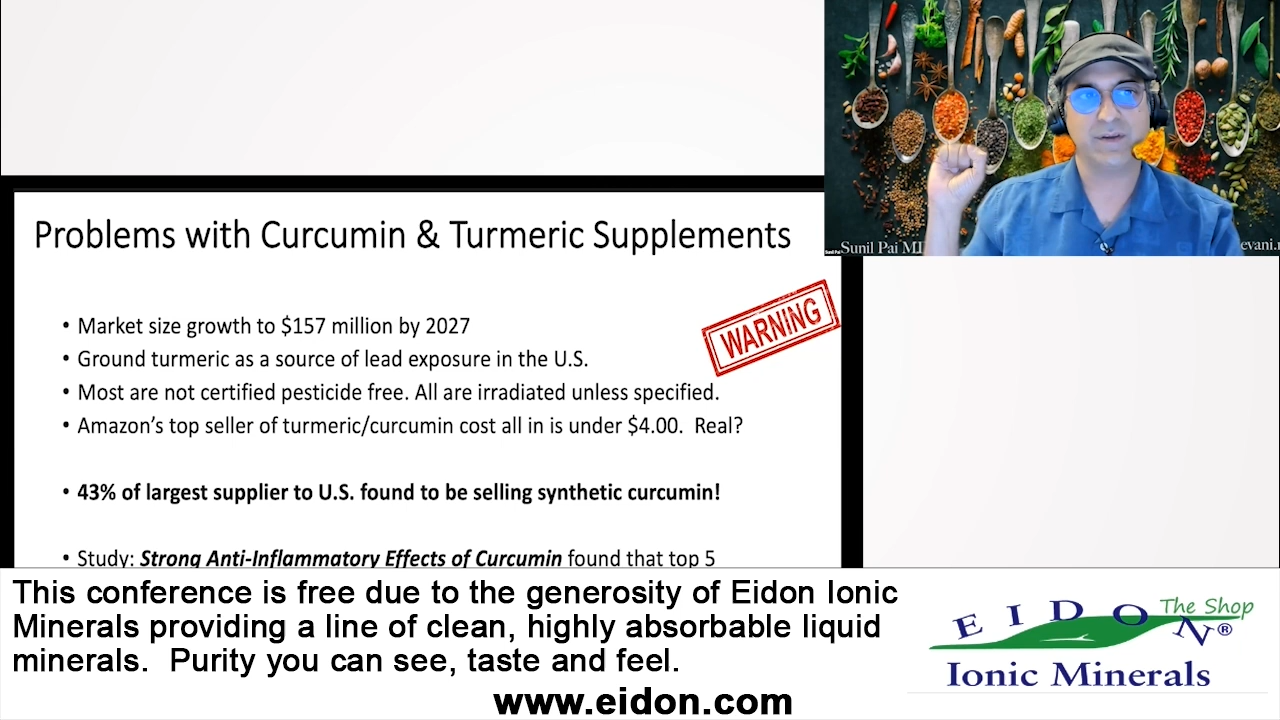 Problems with Curcumin & Turmeric Supplements
WARNING
• Market size growth to $157 million by 2027
• Ground turmeric as a source of lead exposure in the U.S.
• Most are not certified pesticide free. All are irradiated unless specified.
• Amazon's top seller of turmeric/curcumin cost all in is under $4.00. Real?
• 43% of largest supplier to U.S. found to be selling synthetic curcumin!
• Study: Strong Anti-Inflammatory Effects of Curcumin found that top 5
Sunil Pai
Sunil Pai MD
evani.
This conference is free due to the generosity of Eidon Ionic
Minerals providing a line of clean, highly absorbable liquid
minerals. Purity you can see, taste and feel.
www.eidon.com
EIDON® The Shop
Ionic Minerals